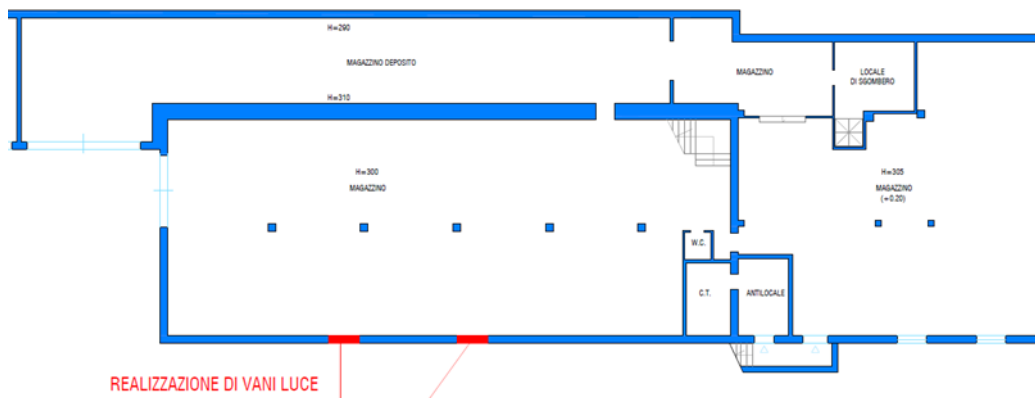 H=290
MAGAZZINO DEPOSITO
MAGAZZINO
LOCALE
DI SGOMBERO
H=310
H=300
MAGAZZINO
H=305
MAGAZZINO
(+0.20)
W.C.
C.T.
ANTILOCALE
REALIZZAZIONE DI VANI LUCE